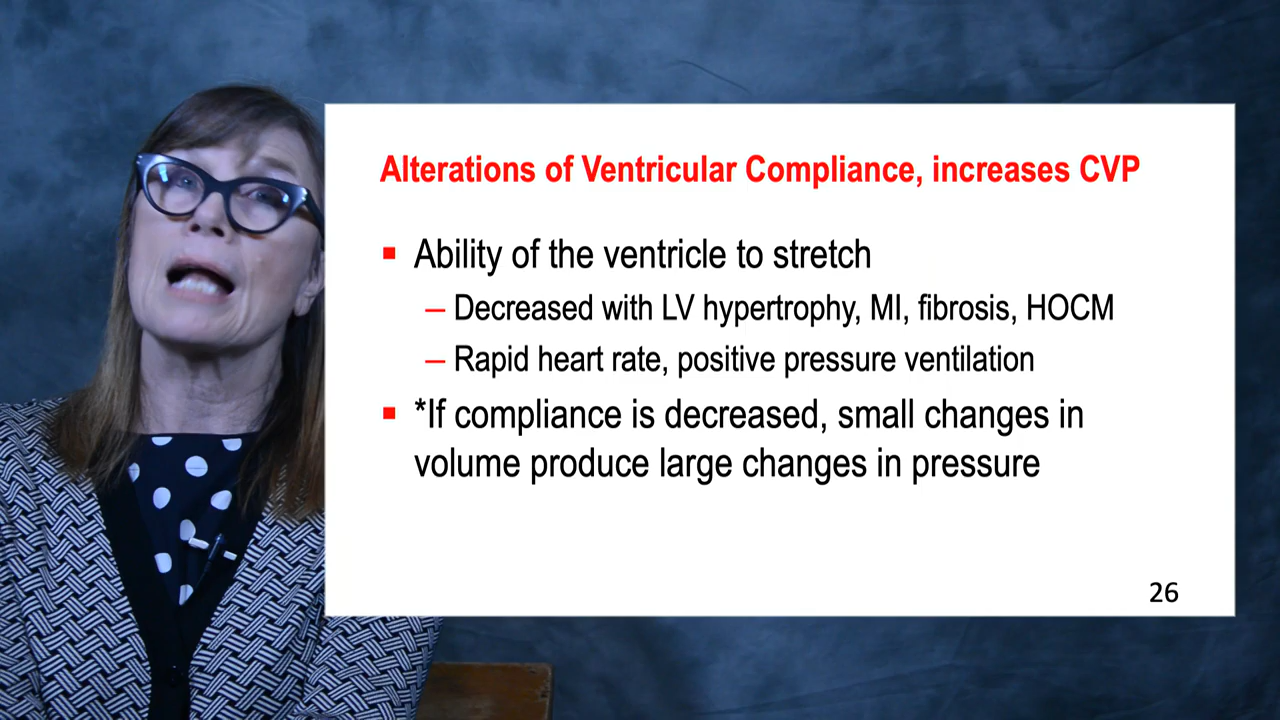 Alterations of Ventricular Compliance, increases CVP
▪ Ability of the ventricle to stretch
– Decreased with LV hypertrophy, MI, fibrosis, HOCM
– Rapid heart rate, positive pressure ventilation
▪ *If compliance is decreased, small changes in
volume produce large changes in pressure
26